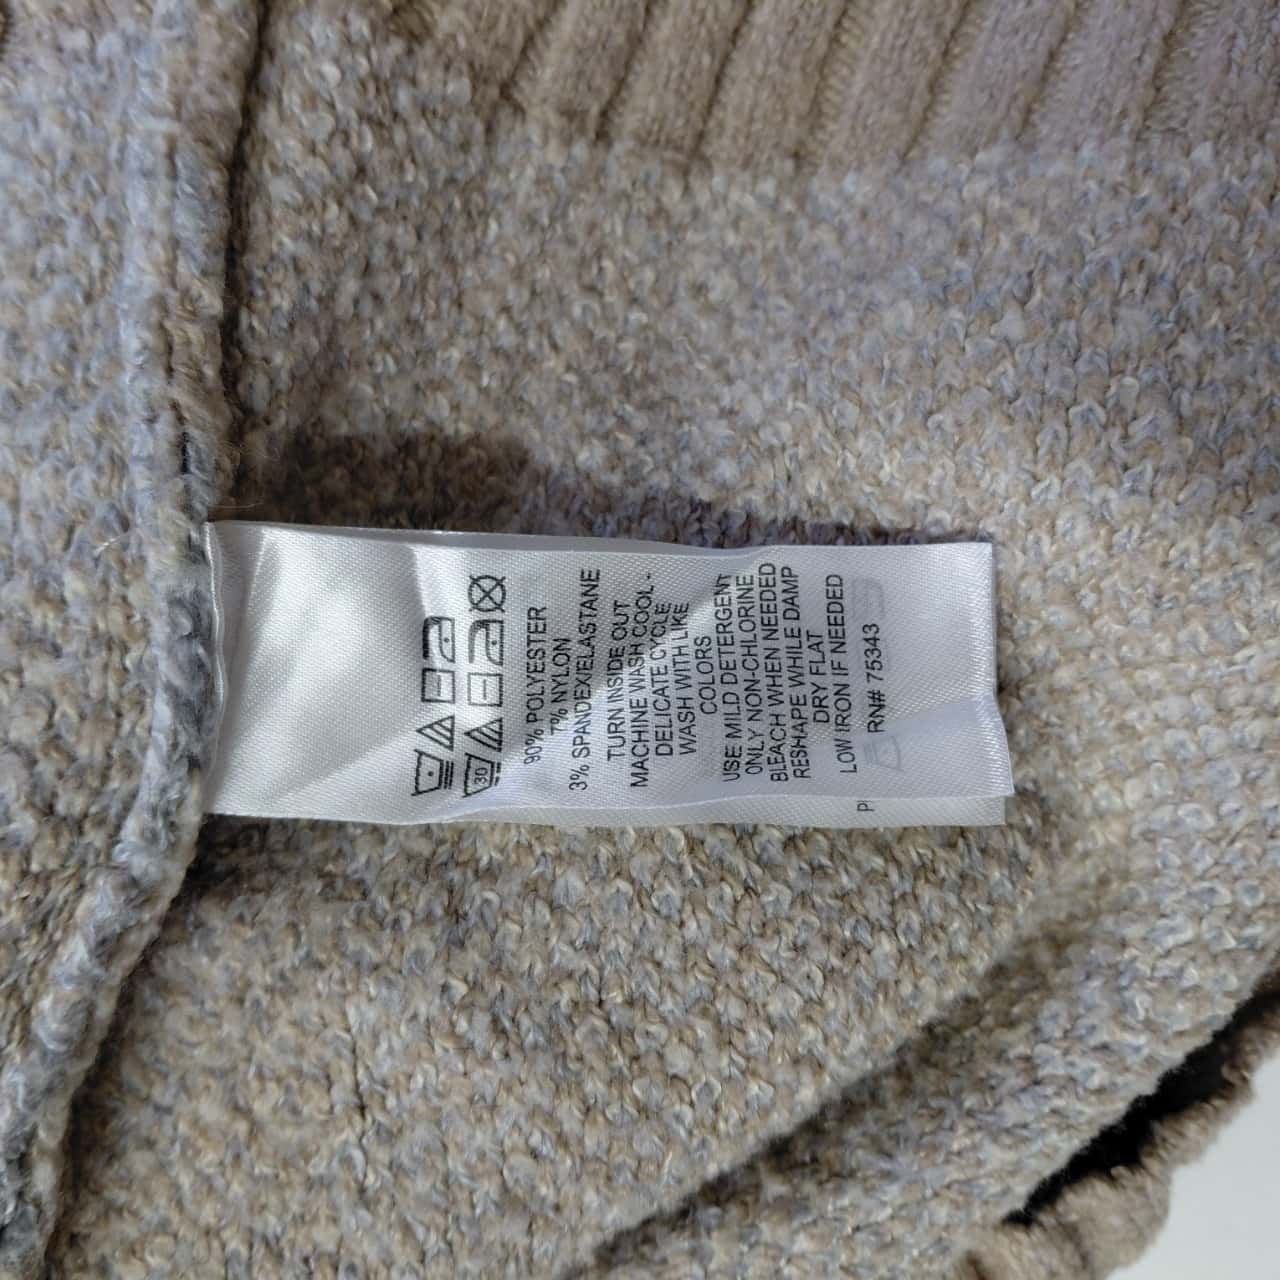 30
90% POLYESTER
7% NYLON
3% SPANDEX/ELASTANE
TURN INSIDE OUT
MACHINE WASH COOL -
DELICATE CYCLE
WASH WITH LIKE
COLORS
USE MILD DETERGENT
ONLY NON-CHLORINE
BLEACH WHEN NEEDED
RESHAPE WHILE DAMP
DRY FLAT
LOW IRON IF NEEDED
RN# 75343